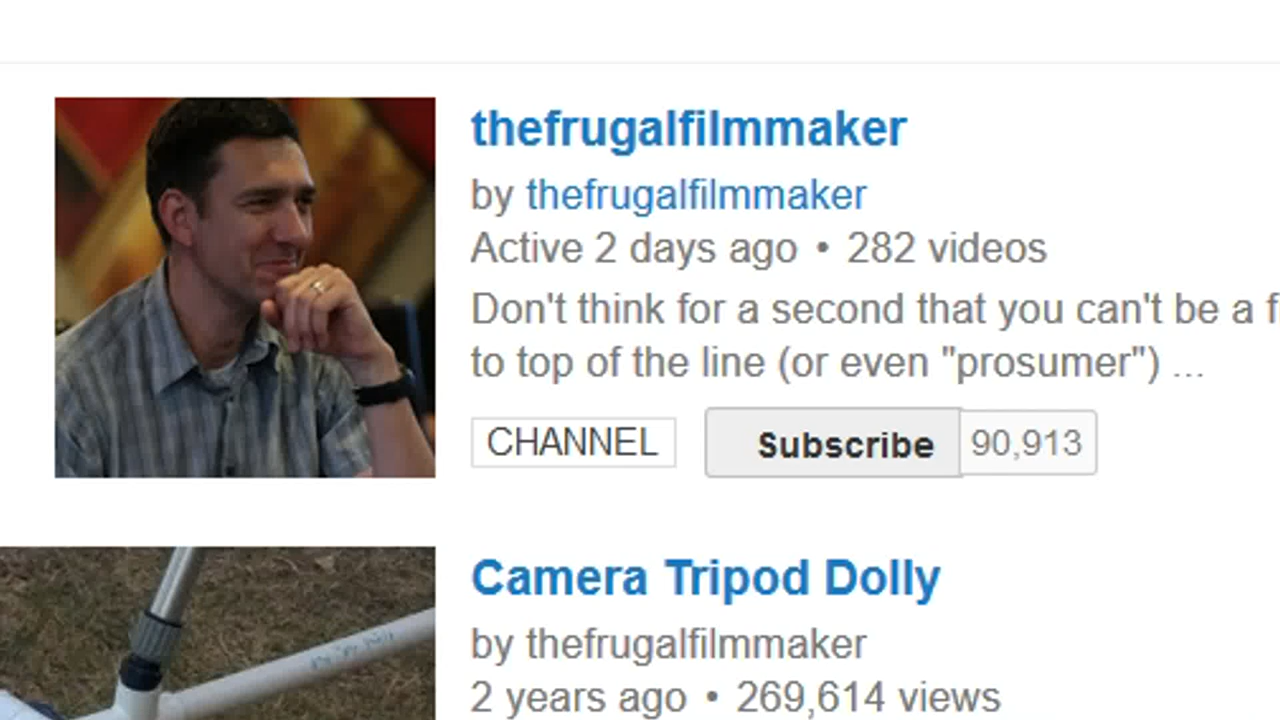 thefrugalfilmmaker
by thefrugalfilmmaker
Active 2 days ago • 282 videos
Don't think for a second that you can't be a f
to top of the line (or even "prosumer") ...
CHANNEL Subscribe 90,913
Camera Tripod Dolly
by thefrugalfilmmaker
2 years ago • 269,614 views